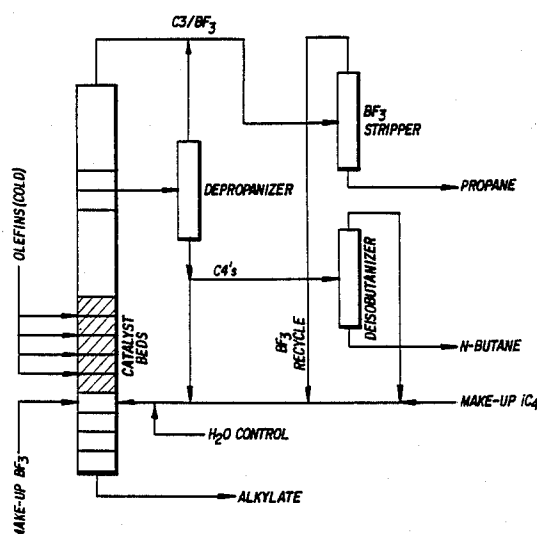 C3/BF3
BF3
STRIPPER
DEPROPANIZER
PROPANE
OLEFINS (COLD)
C4's
DEISOBUTANIZER
CATALYST
BEDS
BF3
RECYCLE
N-BUTANE
MAKE-UP iC4
H2O CONTROL
MAKE-UP BF3
ALKYLATE